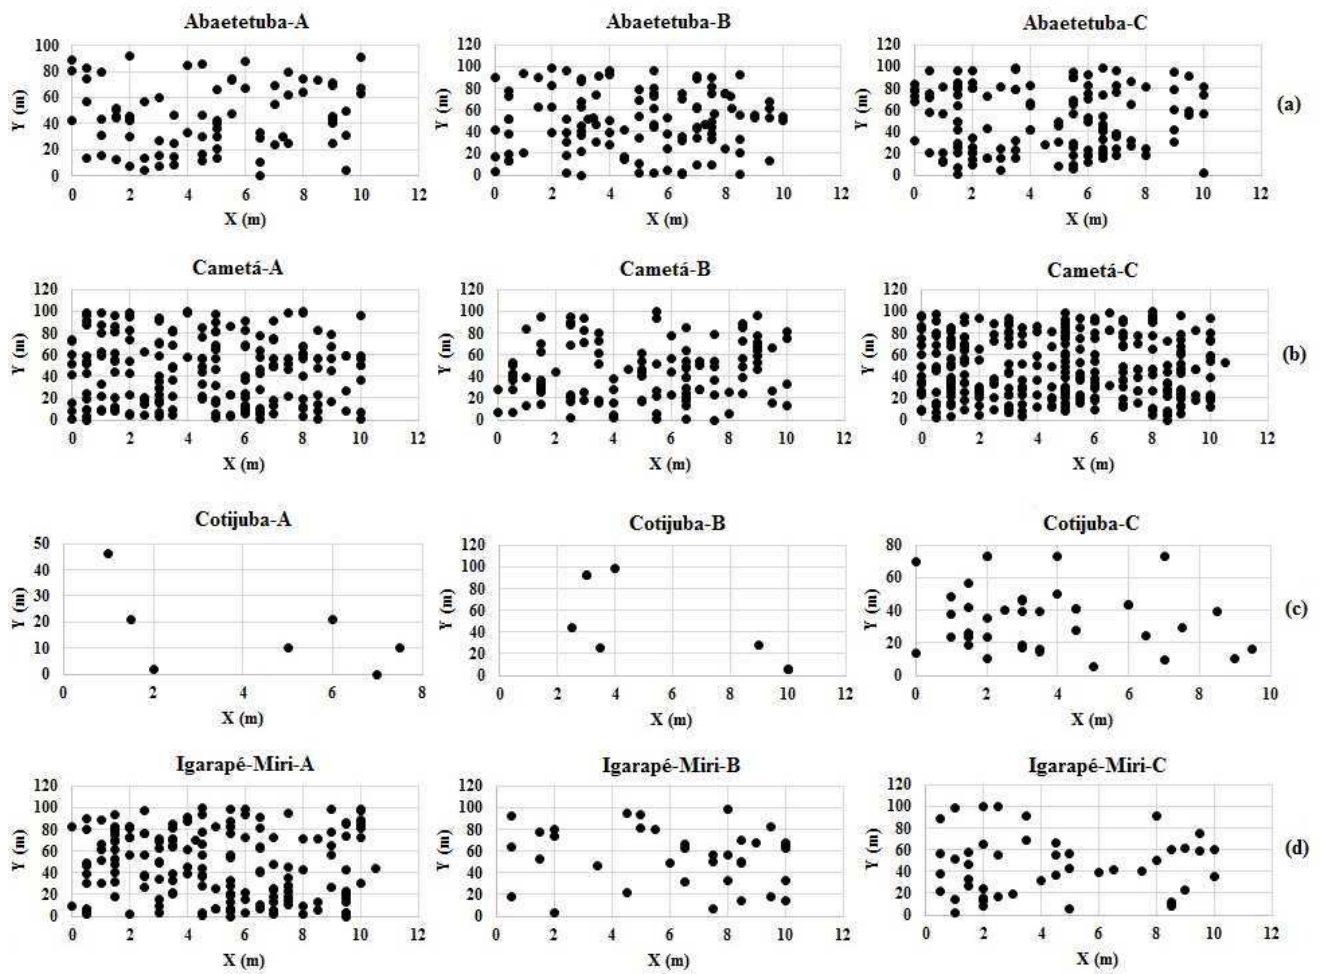 Abaetetuba-A
Abaetetuba-B
Abaetetuba-C
Y (m)
100
80
60
40
20
0
0 2 4 6 8 10 12
X (m)
Y (m)
120
100
80
60
40
20
0
0 2 4 6 8 10 12
X (m)
Y (m)
120
100
80
60
40
20
0
0 2 4 6 8 10 12
X (m)
(a)
Cametá-A
Cametá-B
Cametá-C
Y (m)
120
100
80
60
40
20
0
0 2 4 6 8 10 12
X (m)
Y (m)
120
100
80
60
40
20
0
0 2 4 6 8 10 12
X (m)
Y (m)
120
100
80
60
40
20
0
0 2 4 6 8 10 12
X (m)
(b)
Cotijuba-A
Cotijuba-B
Cotijuba-C
Y (m)
50
40
30
20
10
0
0 2 4 6 8
X (m)
Y (m)
120
100
80
60
40
20
0
0 2 4 6 8 10 12
X (m)
Y (m)
80
60
40
20
0
0 2 4 6 8 10
X (m)
(c)
Igarapé-Miri-A
Igarapé-Miri-B
Igarapé-Miri-C
Y (m)
120
100
80
60
40
20
0
0 2 4 6 8 10 12
X (m)
Y (m)
120
100
80
60
40
20
0
0 2 4 6 8 10 12
X (m)
Y (m)
120
100
80
60
40
20
0
0 2 4 6 8 10 12
X (m)
(d)